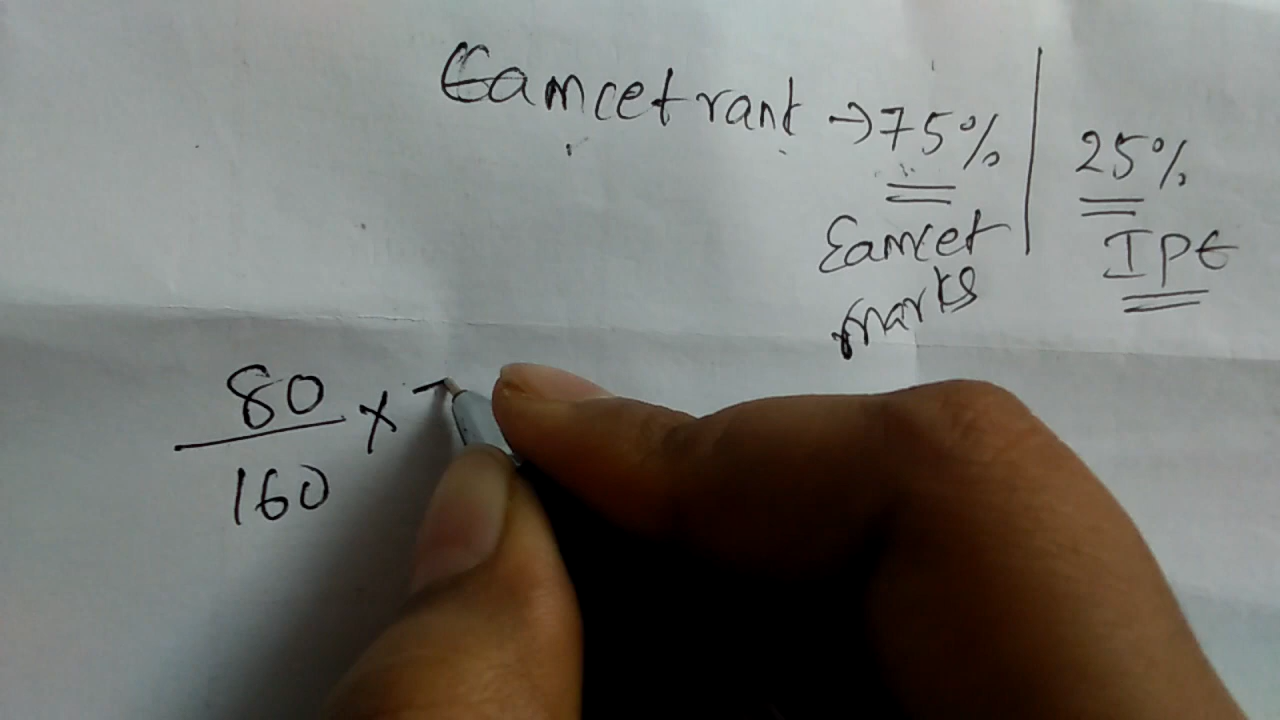 Eamcet rank → 75% | 25%
Eamcet IPE
marks
80
160 ×